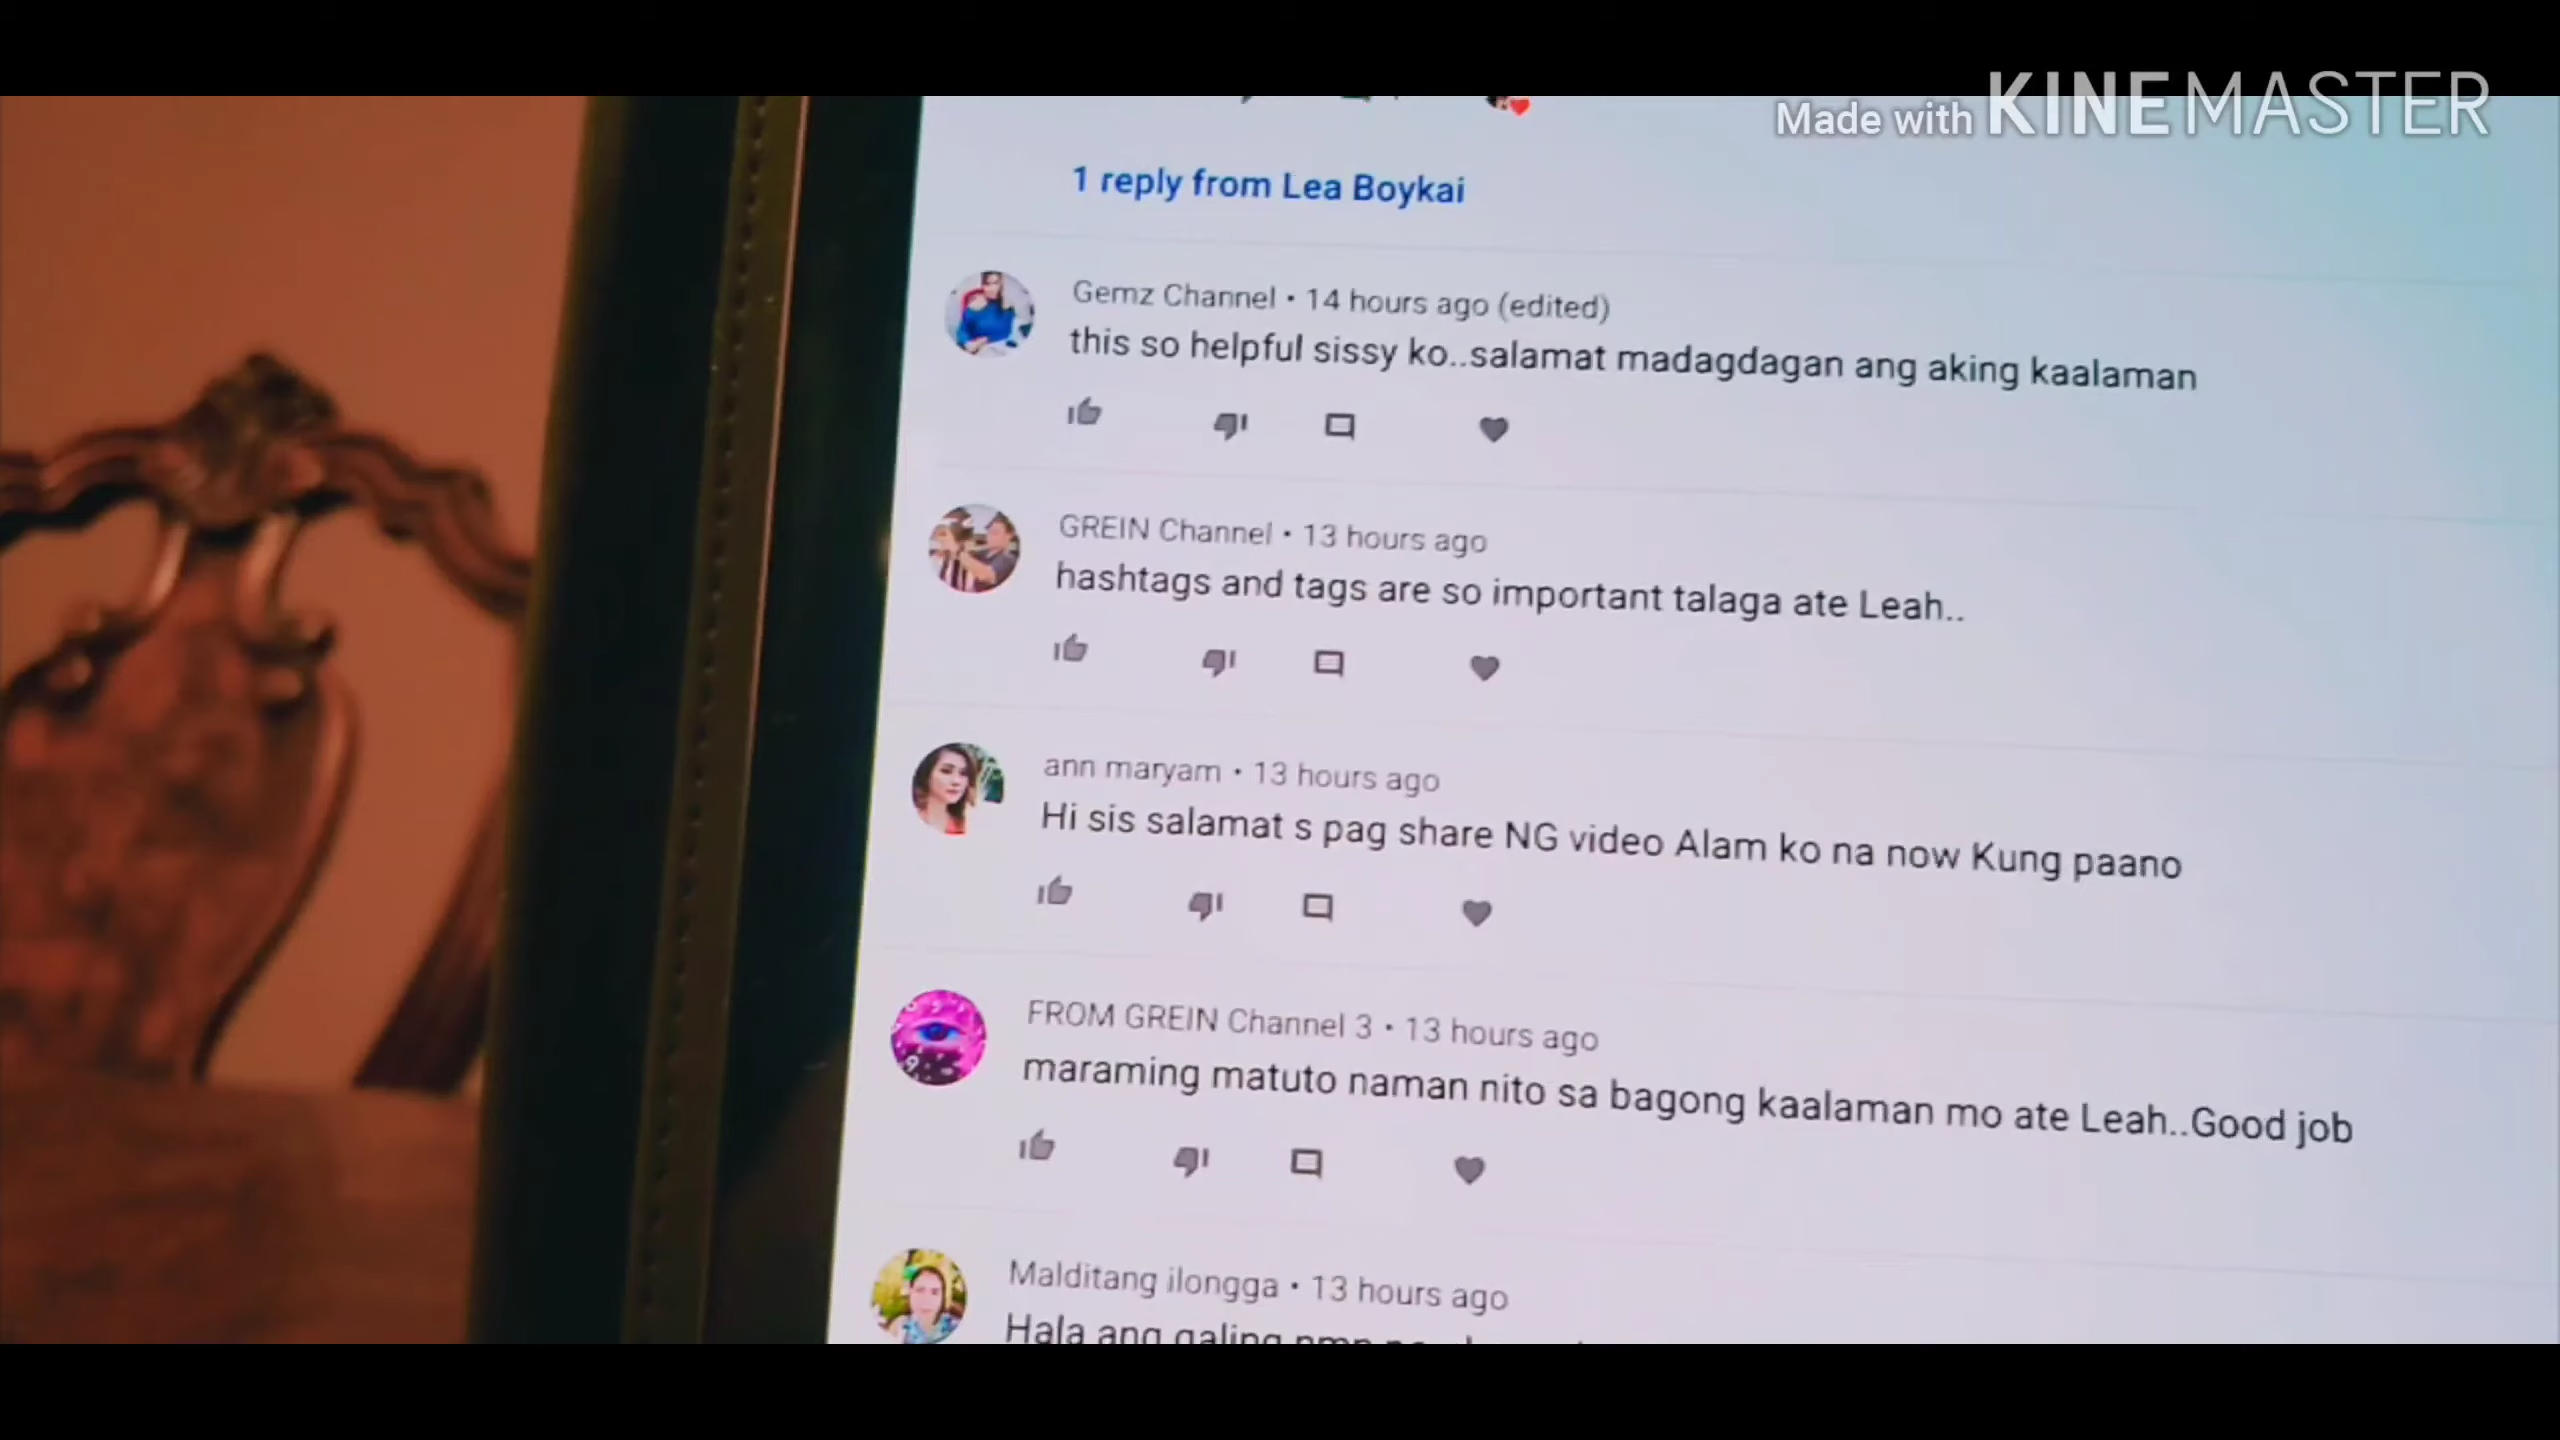 Made with KINEMASTER
1 reply from Lea Boykai
Gemz Channel • 14 hours ago (edited)
this so helpful sissy ko..salamat madagdagan ang aking kaalaman
GREIN Channel • 13 hours ago
hashtags and tags are so important talaga ate Leah..
ann maryam • 13 hours ago
Hi sis salamat s pag share NG video Alam ko na now Kung paano
FROM GREIN Channel 3 • 13 hours ago
maraming matuto naman nito sa bagong kaalaman mo ate Leah..Good job
Malditang ilongga • 13 hours ago
Hala ang galing